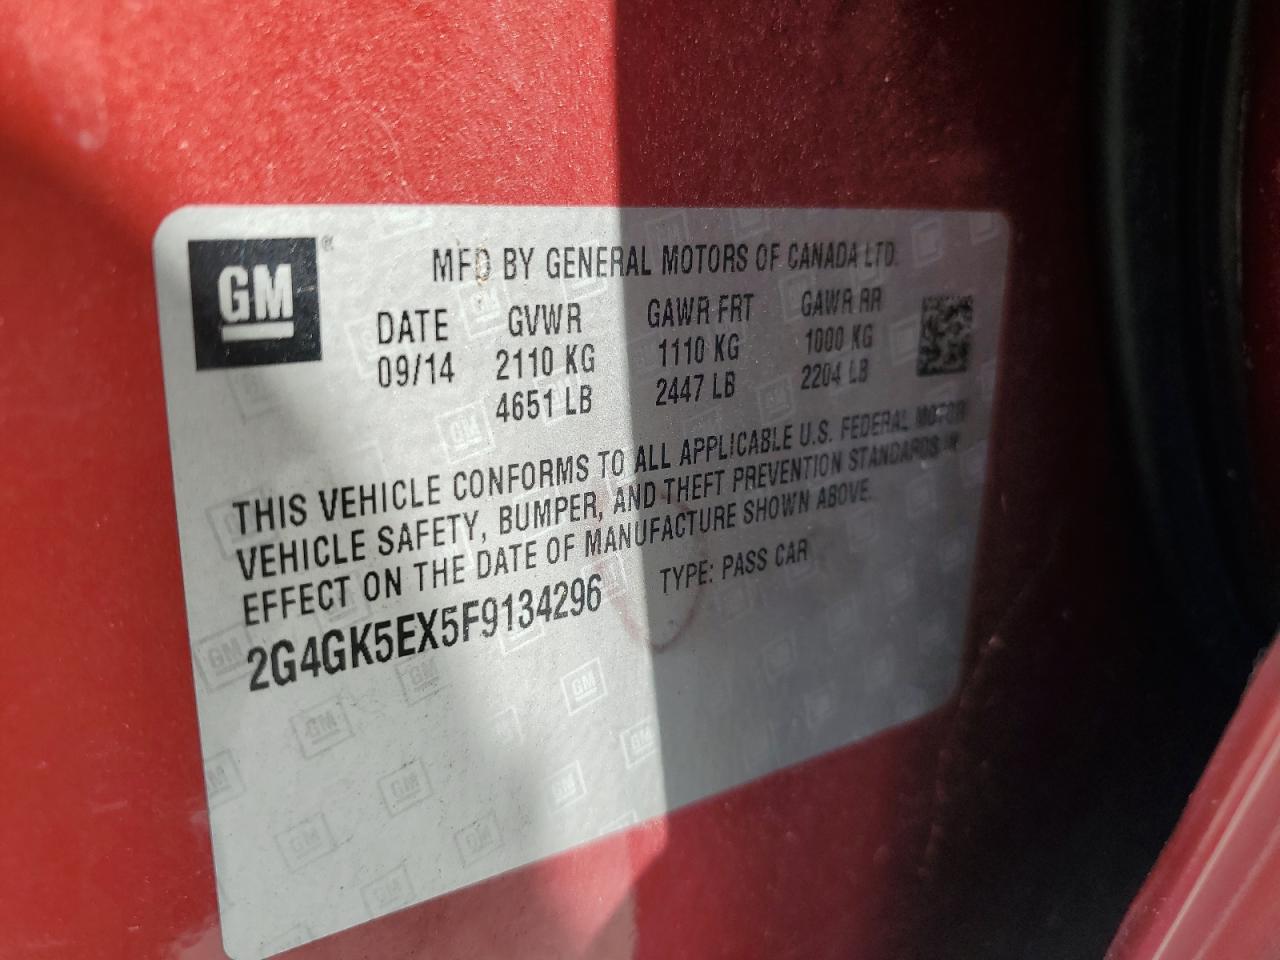 GM ®
MFD BY GENERAL MOTORS OF CANADA LTD.
DATE GVWR GAWR FRT GAWR RR
09/14 2110 KG 1110 KG 1000 KG
4651 LB 2447 LB 2204 LB
THIS VEHICLE CONFORMS TO ALL APPLICABLE U.S. FEDERAL MOTOR
VEHICLE SAFETY, BUMPER, AND THEFT PREVENTION STANDARDS IN
EFFECT ON THE DATE OF MANUFACTURE SHOWN ABOVE.
2G4GK5EX5F9134296 TYPE: PASS CAR